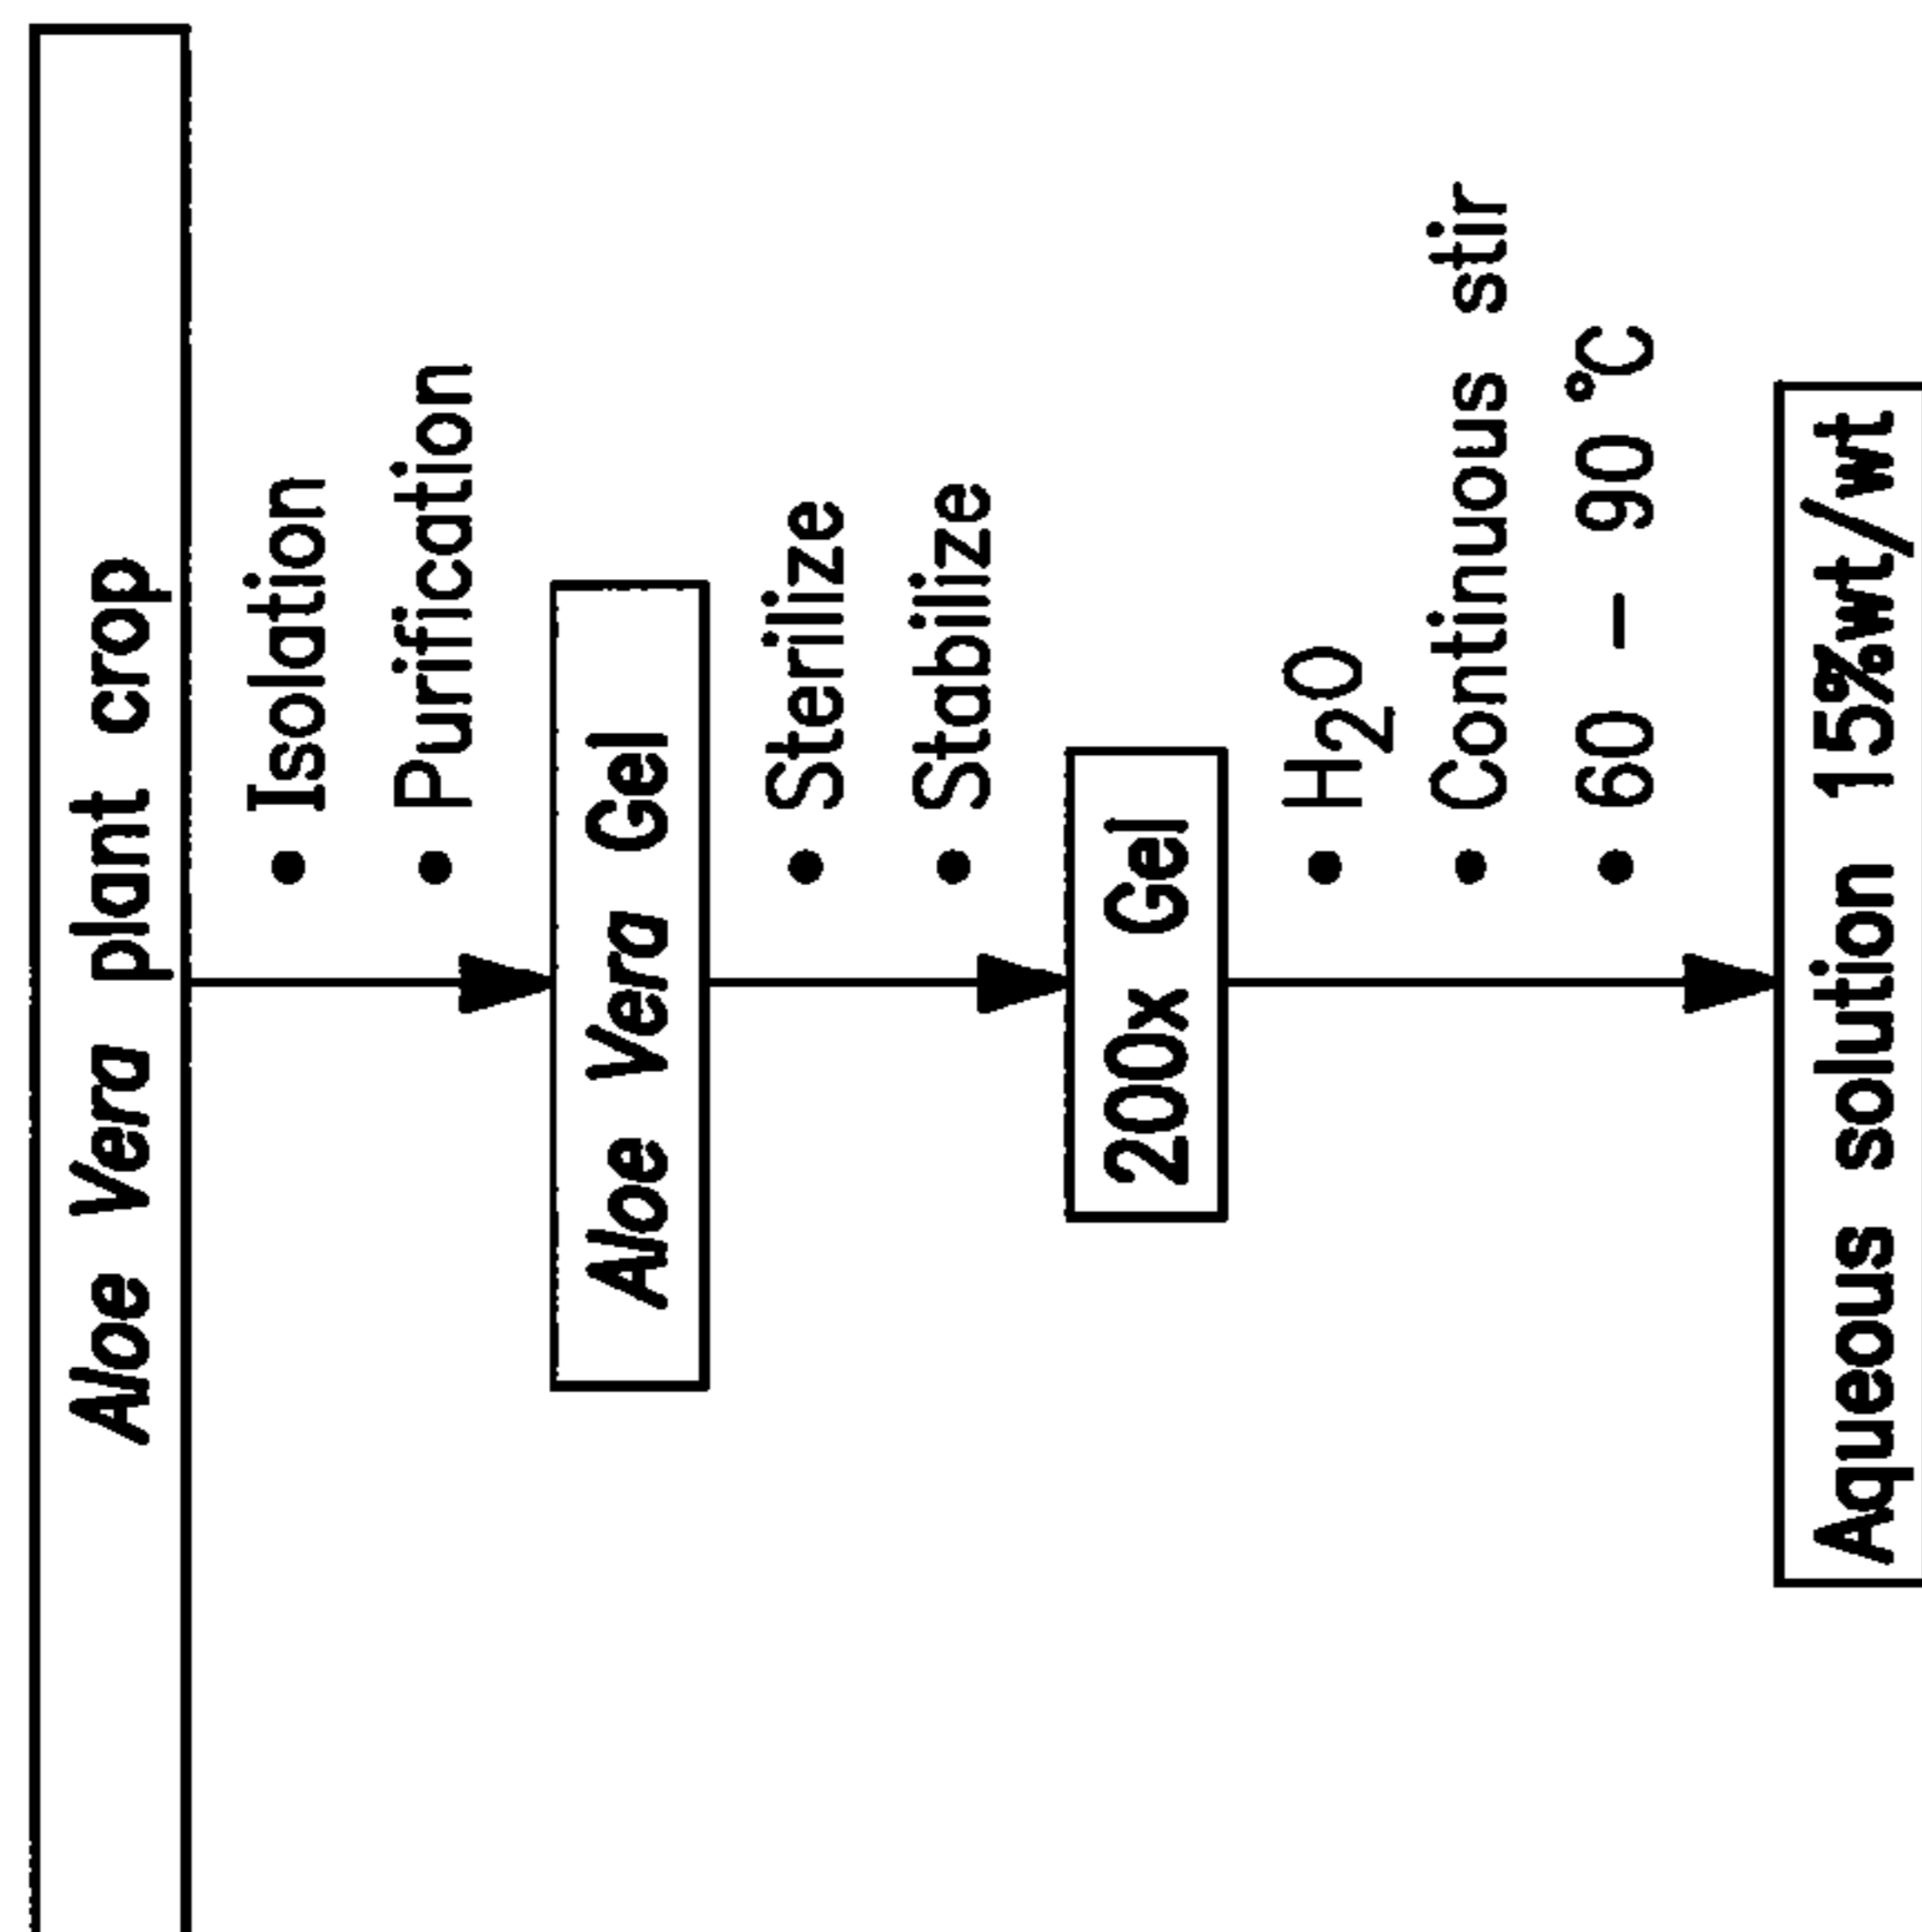 Aloe Vera plant crop
• Isolation
• Purification
Aloe Vera Gel
• Sterilize
• Stabilize
200x Gel
• H₂O
• Continuous stir
• 60 – 90 °C
Aqueous solution 15%wt/wt